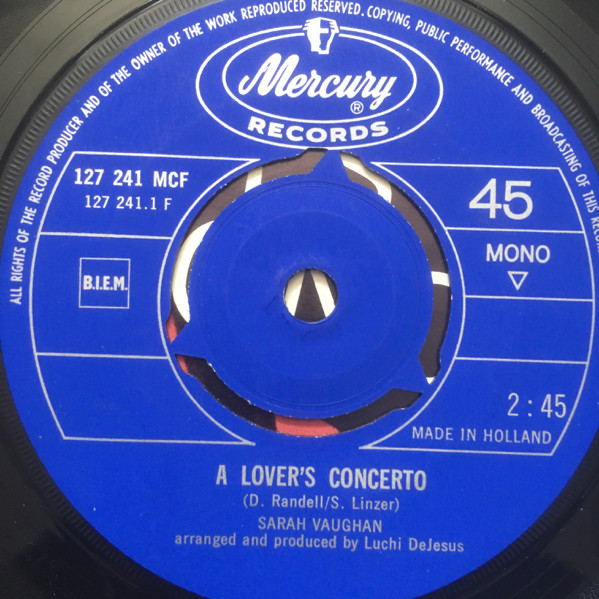 ALL RIGHTS OF THE RECORD PRODUCER AND OF THE OWNER OF THE WORK REPRODUCED RESERVED. COPYING, PUBLIC PERFORMANCE AND BROADCASTING OF THIS
Mercury ®
RECORDS
127 241 MCF
127 241.1 F
45
MONO
B.I.E.M.
2:45
MADE IN HOLLAND
A LOVER'S CONCERTO
(D. Randell/S. Linzer)
SARAH VAUGHAN
arranged and produced by Luchi DeJesus